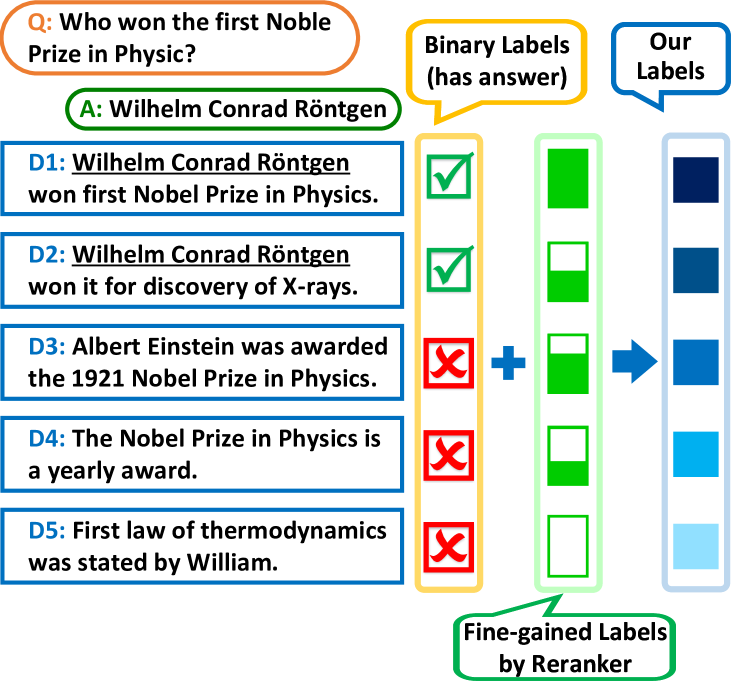 Q: Who won the first Noble
Prize in Physic?
A: Wilhelm Conrad Röntgen
Binary Labels
(has answer)
Our
Labels
D1: Wilhelm Conrad Röntgen
won first Nobel Prize in Physics.
D2: Wilhelm Conrad Röntgen
won it for discovery of X-rays.
D3: Albert Einstein was awarded
the 1921 Nobel Prize in Physics.
D4: The Nobel Prize in Physics is
a yearly award.
D5: First law of thermodynamics
was stated by William.
Fine-gained Labels
by Reranker